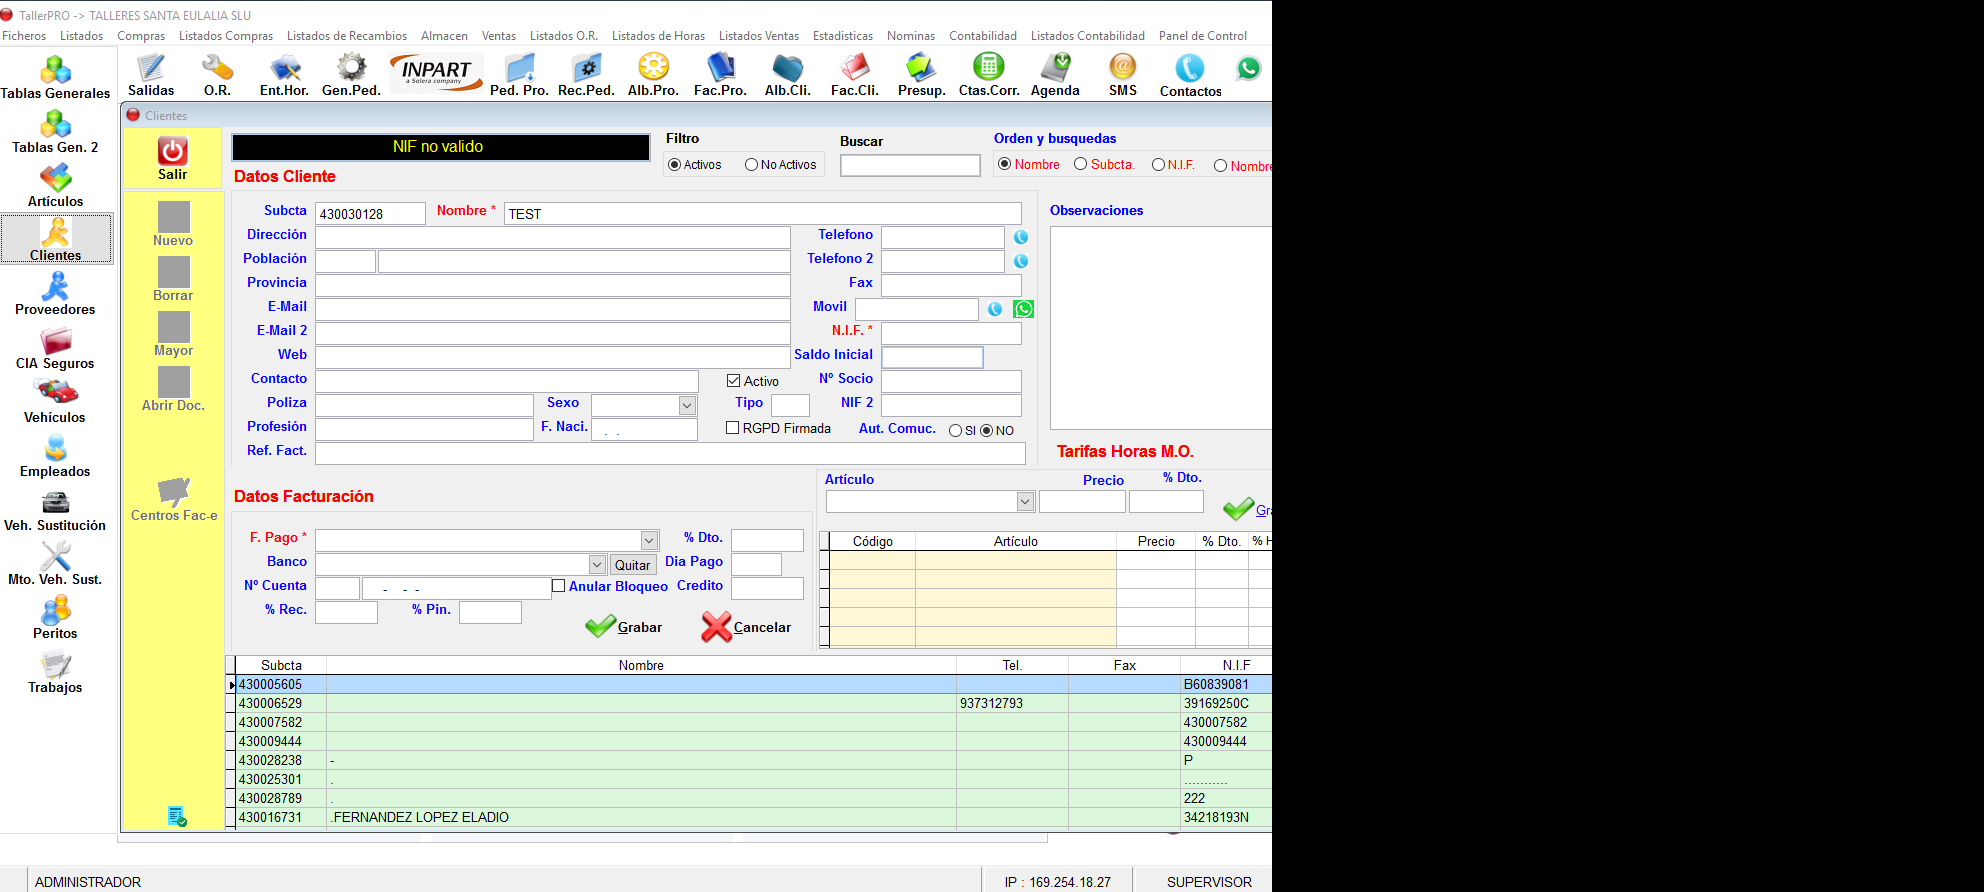 TallerPRO -> TALLERES SANTA EULALIA SLU
Ficheros Listados Compras Listados Compras Listados de Recambios Almacen Ventas Listados O.R. Listados de Horas Listados Ventas Estadisticas Nominas Contabilidad Listados Contabilidad Panel de Control
Tablas Generales
Tablas Gen. 2
Artículos
Clientes
Proveedores
CIA Seguros
Vehículos
Empleados
Veh. Sustitución
Mto. Veh. Sust.
Peritos
Trabajos
INPART
a Solera company
Salidas O.R. Ent.Hor. Gen.Ped. Ped. Pro. Rec.Ped. Alb.Pro. Fac.Pro. Alb.Cli. Fac.Cli. Presup. Ctas.Corr. Agenda SMS Contactos
Clientes
Salir
Nuevo
Borrar
Mayor
Abrir Doc.
Centros Fac-e
NIF no valido
Filtro
Activos No Activos
Buscar
Orden y busquedas
Nombre Subcta. N.I.F. Nombre
Datos Cliente
Subcta 430030128 Nombre * TEST
Dirección Telefono
Población Telefono 2
Provincia Fax
E-Mail Movil
E-Mail 2 N.I.F. *
Web Saldo Inicial
Contacto Activo Nº Socio
Poliza Sexo Tipo NIF 2
Profesión F. Naci. . . RGPD Firmada Aut. Comuc. SI NO
Ref. Fact.
Observaciones
Tarifas Horas M.O.
Artículo Precio % Dto.
Gr
Código Artículo Precio % Dto. % H
Datos Facturación
F. Pago * % Dto.
Banco Quitar Dia Pago
Nº Cuenta - - - Anular Bloqueo Credito
% Rec. % Pin.
Grabar Cancelar
Subcta Nombre Tel. Fax N.I.F
430005605 B60839081
430006529 937312793 39169250C
430007582 430007582
430009444 430009444
430028238 - P
430025301 . ...........
430028789 . 222
430016731 .FERNANDEZ LOPEZ ELADIO 34218193N
ADMINISTRADOR IP : 169.254.18.27 SUPERVISOR